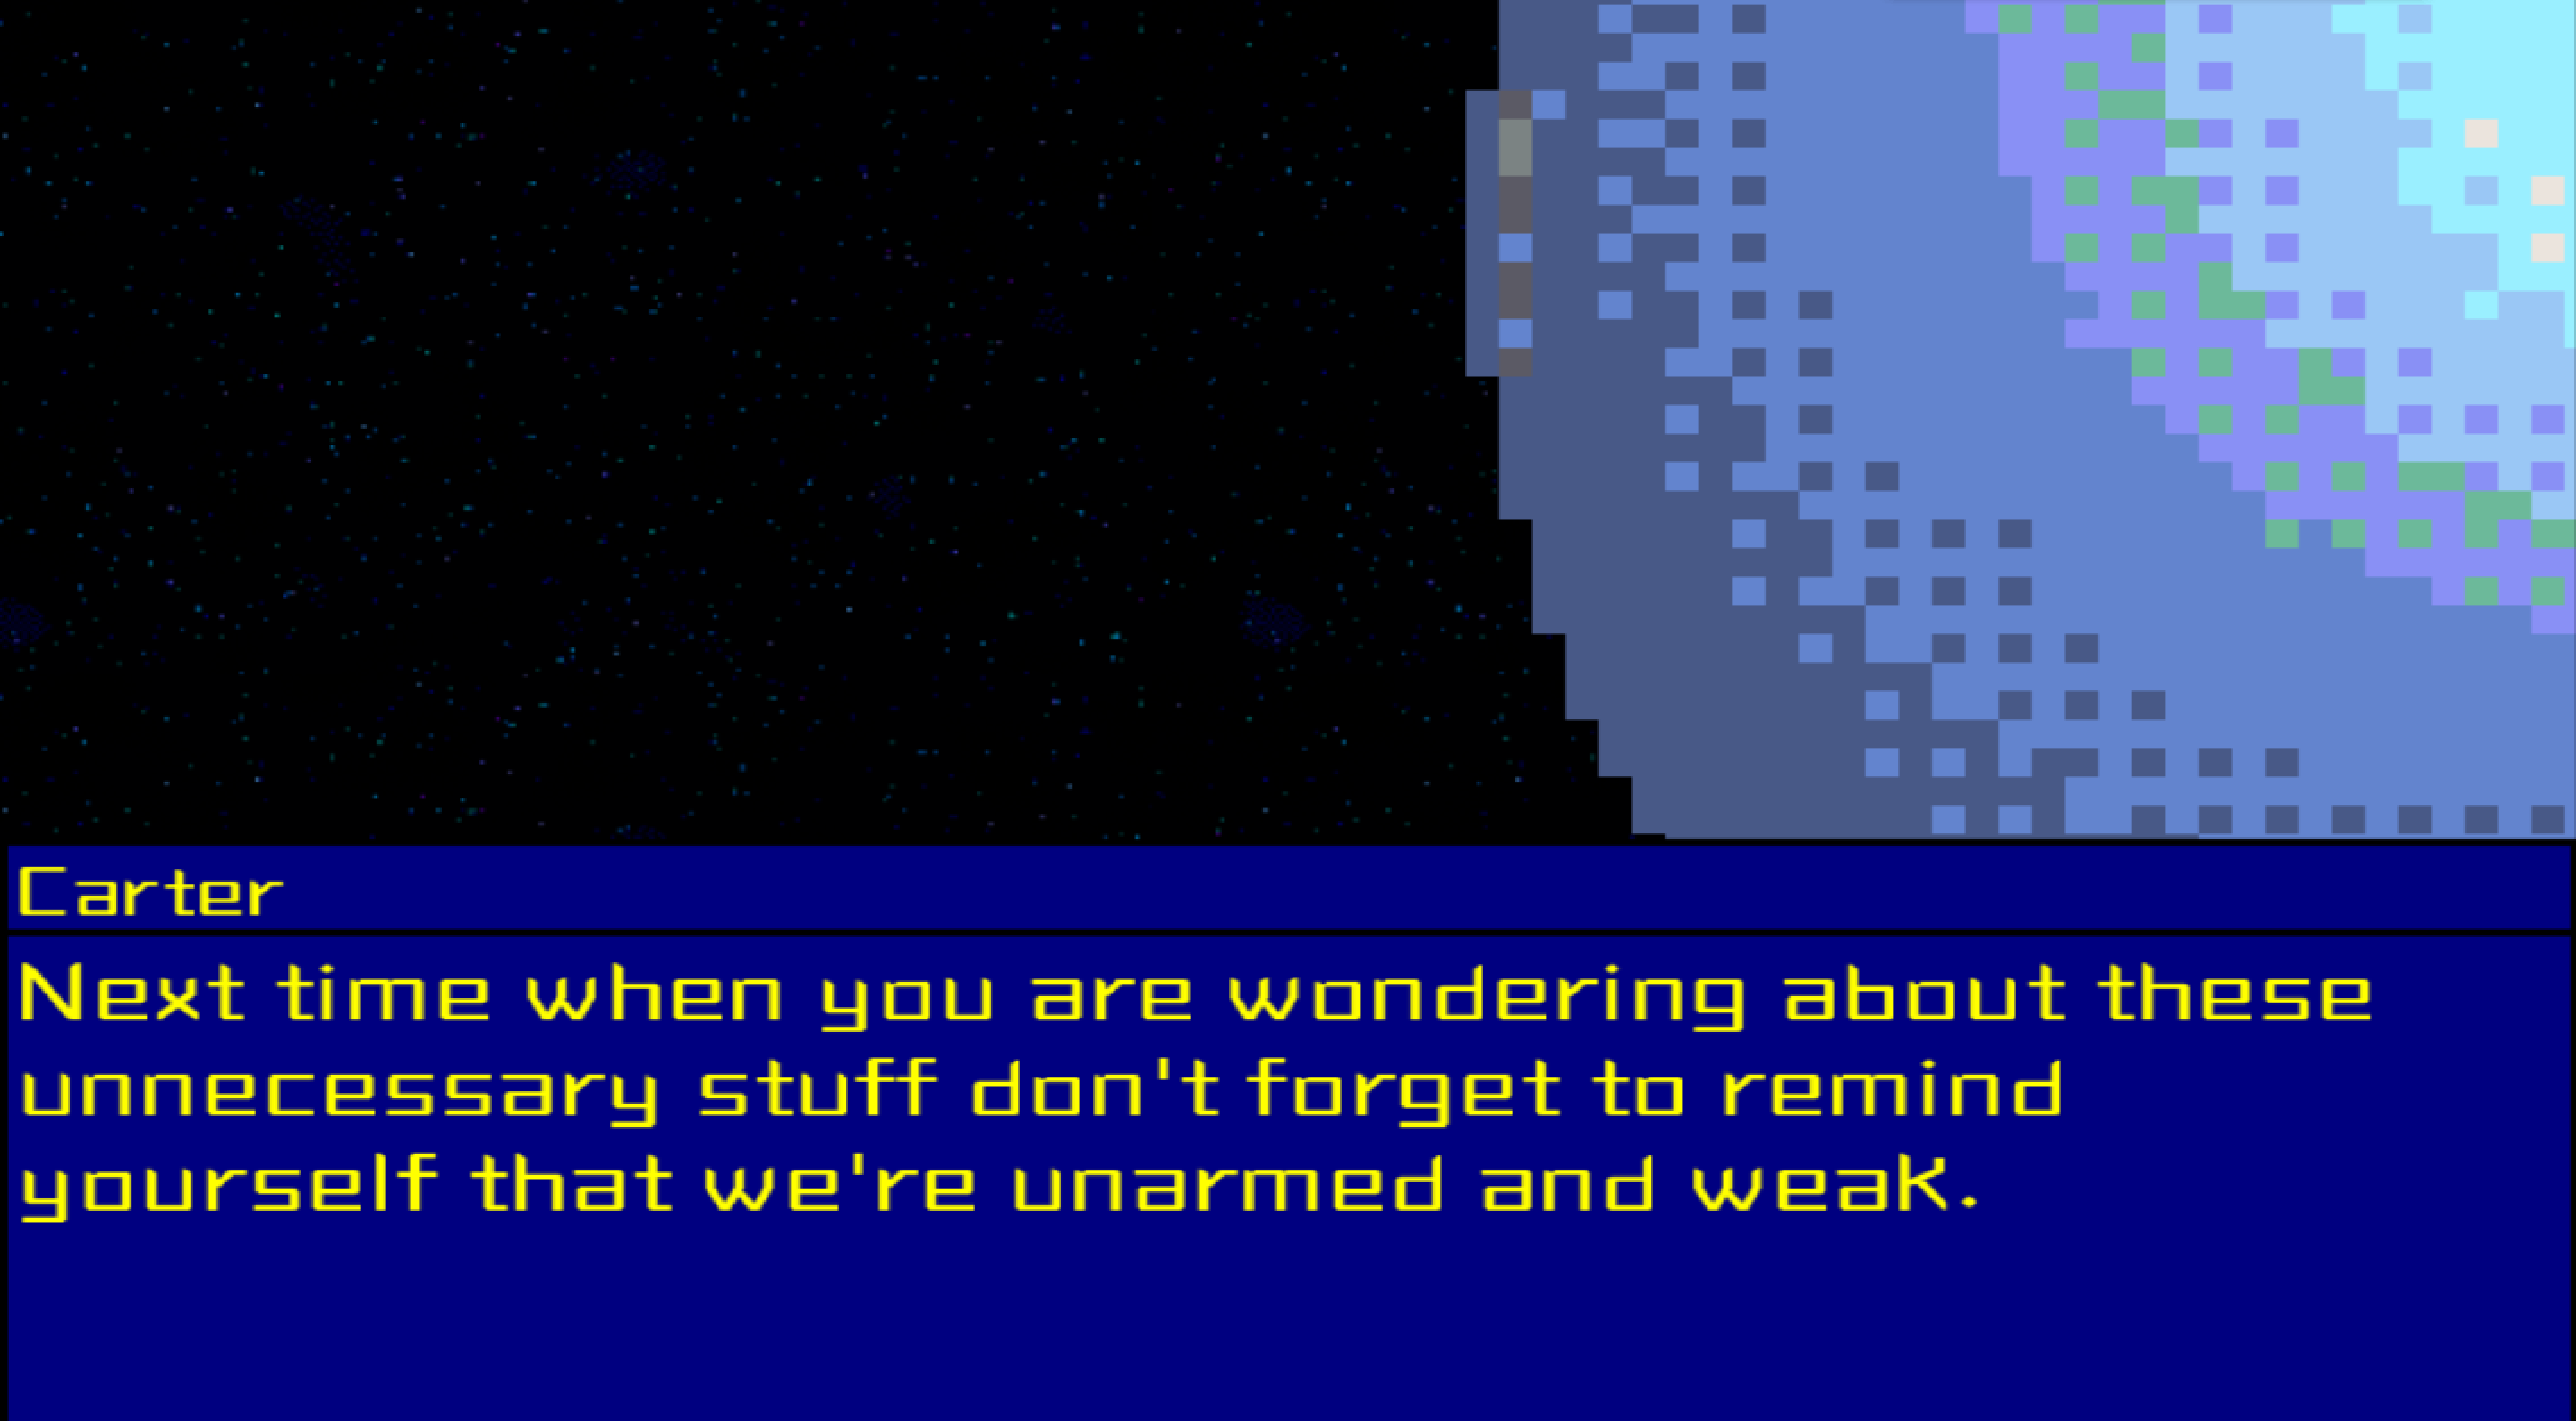 Carter
Next time when you are wondering about these
unnecessary stuff don't forget to remind
yourself that we're unarmed and weak.